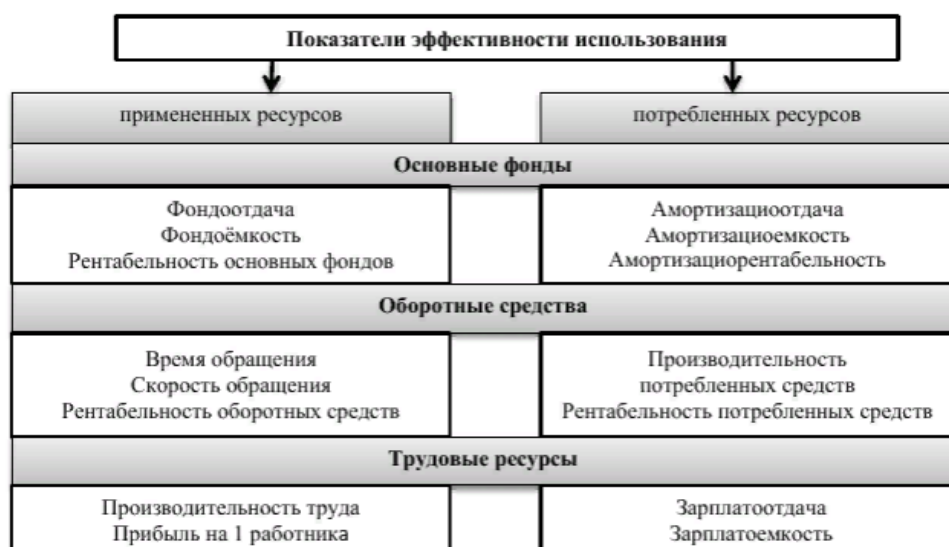 Показатели эффективности использования
примененных ресурсов
потребленных ресурсов
Основные фонды
Фондоотдача
Фондоёмкость
Рентабельность основных фондов
Амортизациоотдача
Амортизациоемкость
Амортизациорентабельность
Оборотные средства
Время обращения
Скорость обращения
Рентабельность оборотных средств
Производительность
потребленных средств
Рентабельность потребленных средств
Трудовые ресурсы
Производительность труда
Прибыль на 1 работника
Зарплатоотдача
Зарплатоемкость